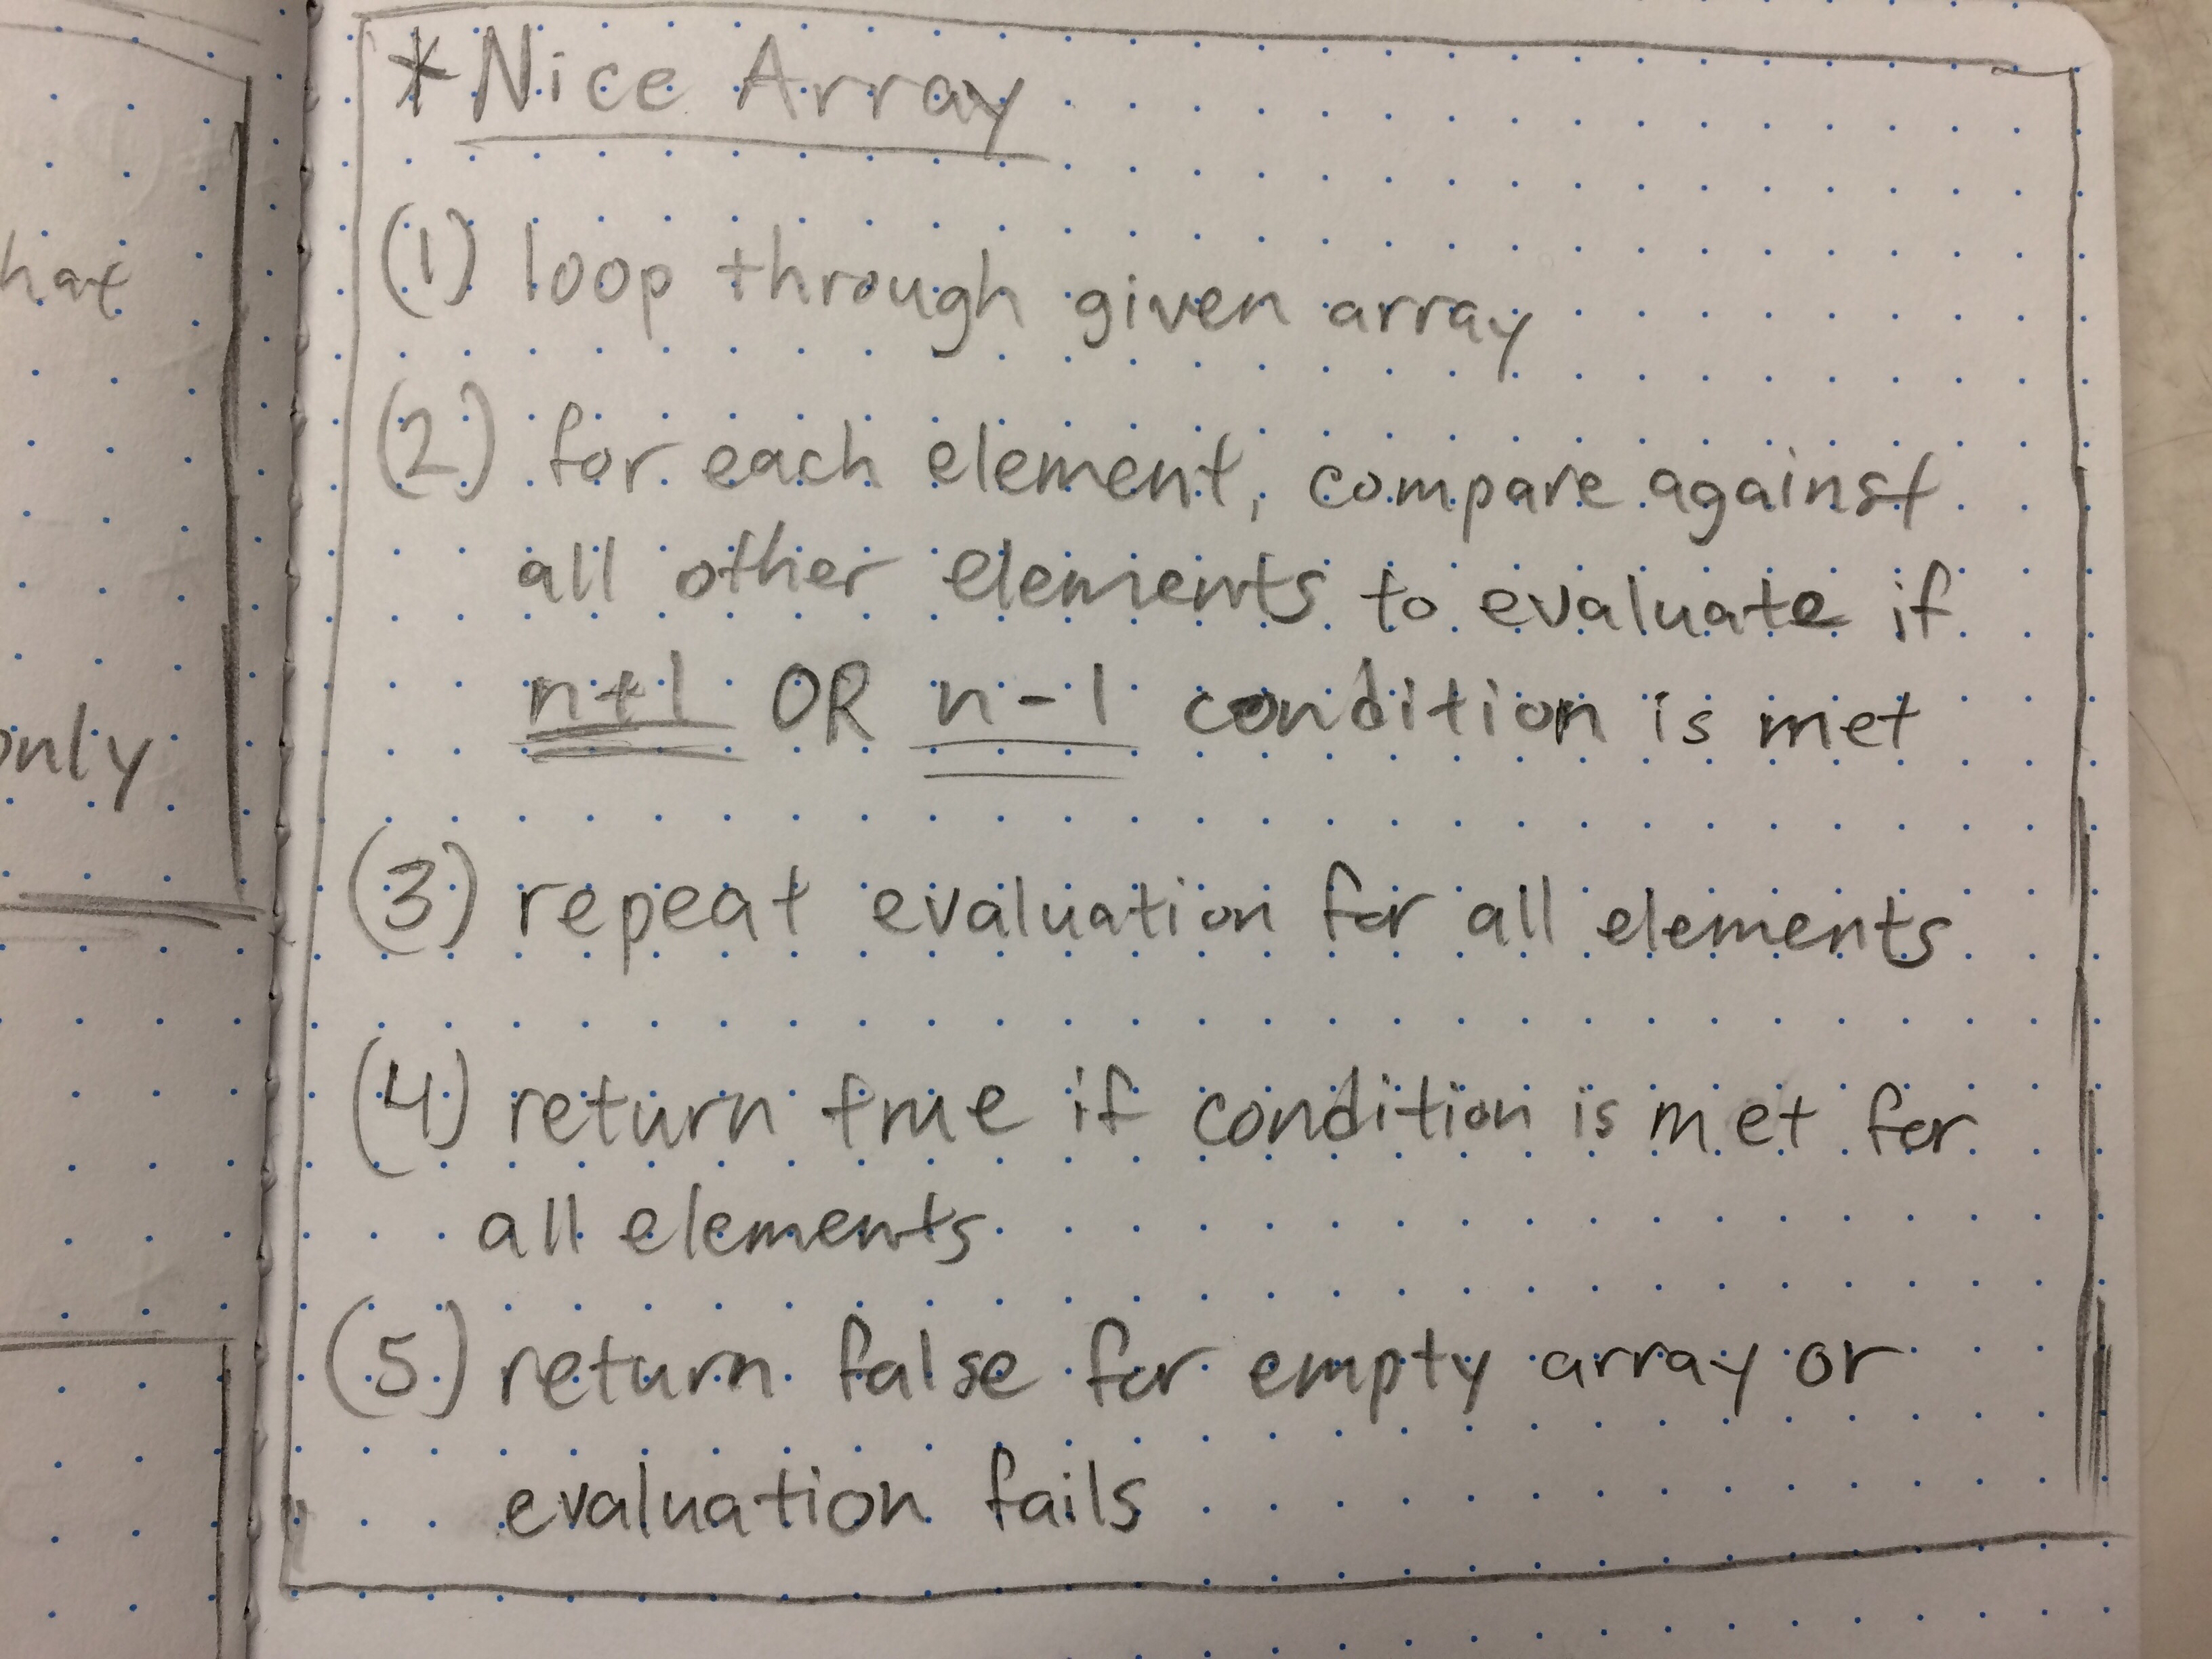 * Nice Array
(1) loop through given array
(2) for each element, compare against
all other elements to evaluate if
n+1 OR n-1 condition is met
(3) repeat evaluation for all elements
(4) return true if condition is met for
all elements
(5) return false for empty array or
evaluation fails
hat
only